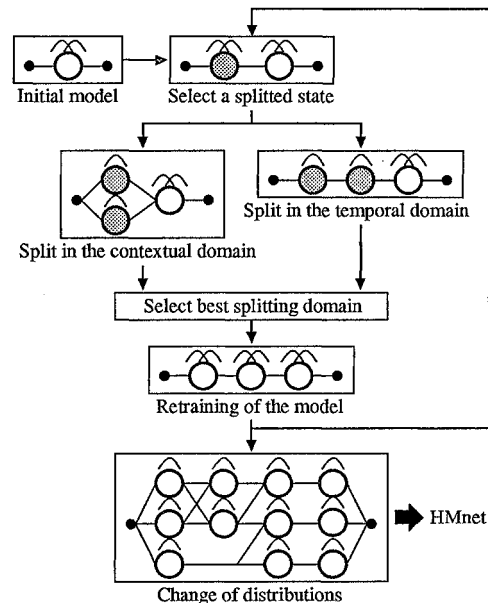 Initial model
Select a splitted state
Split in the contextual domain
Split in the temporal domain
Select best splitting domain
Retraining of the model
HMnet
Change of distributions